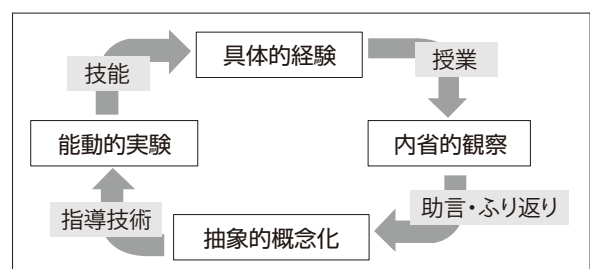 具体的経験
技能
授業
能動的実験
内省的観察
指導技術
助言・ふり返り
抽象的概念化